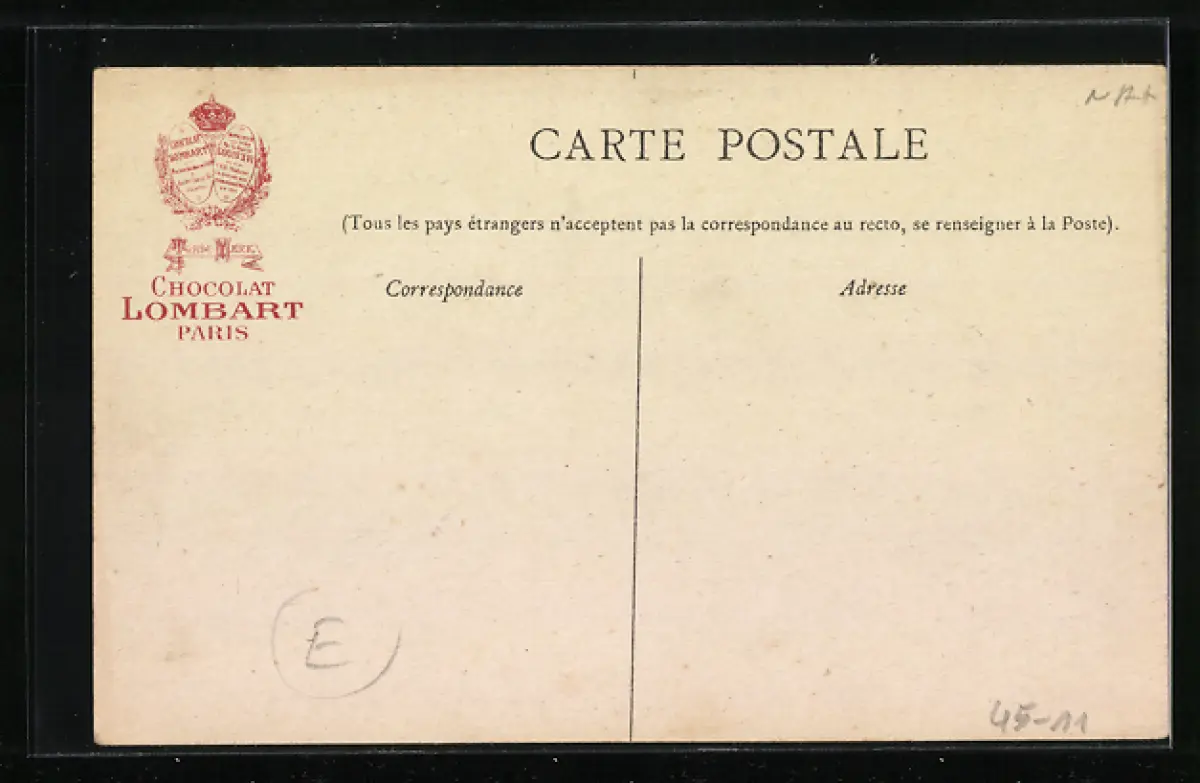 CARTE POSTALE
(Tous les pays étrangers n'acceptent pas la correspondance au recto, se renseigner à la Poste).
CHOCOLAT
LOMBART
PARIS
Correspondance
Adresse
E
45-11